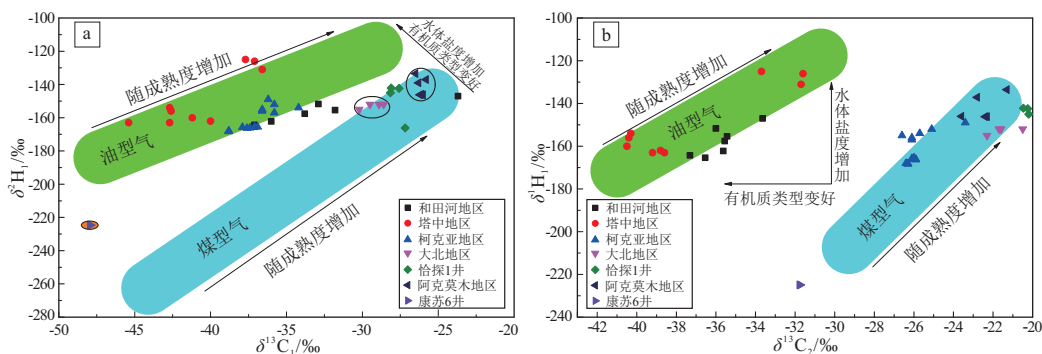 a
-100
-120
-140
-160
-180
-200
-220
-240
-260
-280
δ²H₁/‰
-50
-45
-40
-35
-30
-25
-20
δ¹³C₁/‰
随成熟度增加
油型气
水体盐度增加
有机质类型变好
煤型气
随成熟度增加
和田河地区
塔中地区
柯克亚地区
大北地区
恰探1井
阿克莫木地区
康苏6井
b
-100
-120
-140
-160
-180
-200
-220
-240
δ¹H₁/‰
-42
-40
-38
-36
-34
-32
-30
-28
-26
-24
-22
-20
δ¹³C₂/‰
随成熟度增加
油型气
水体盐度增加
有机质类型变好
煤型气
随成熟度增加
和田河地区
塔中地区
柯克亚地区
大北地区
恰探1井
阿克莫木地区
康苏6井